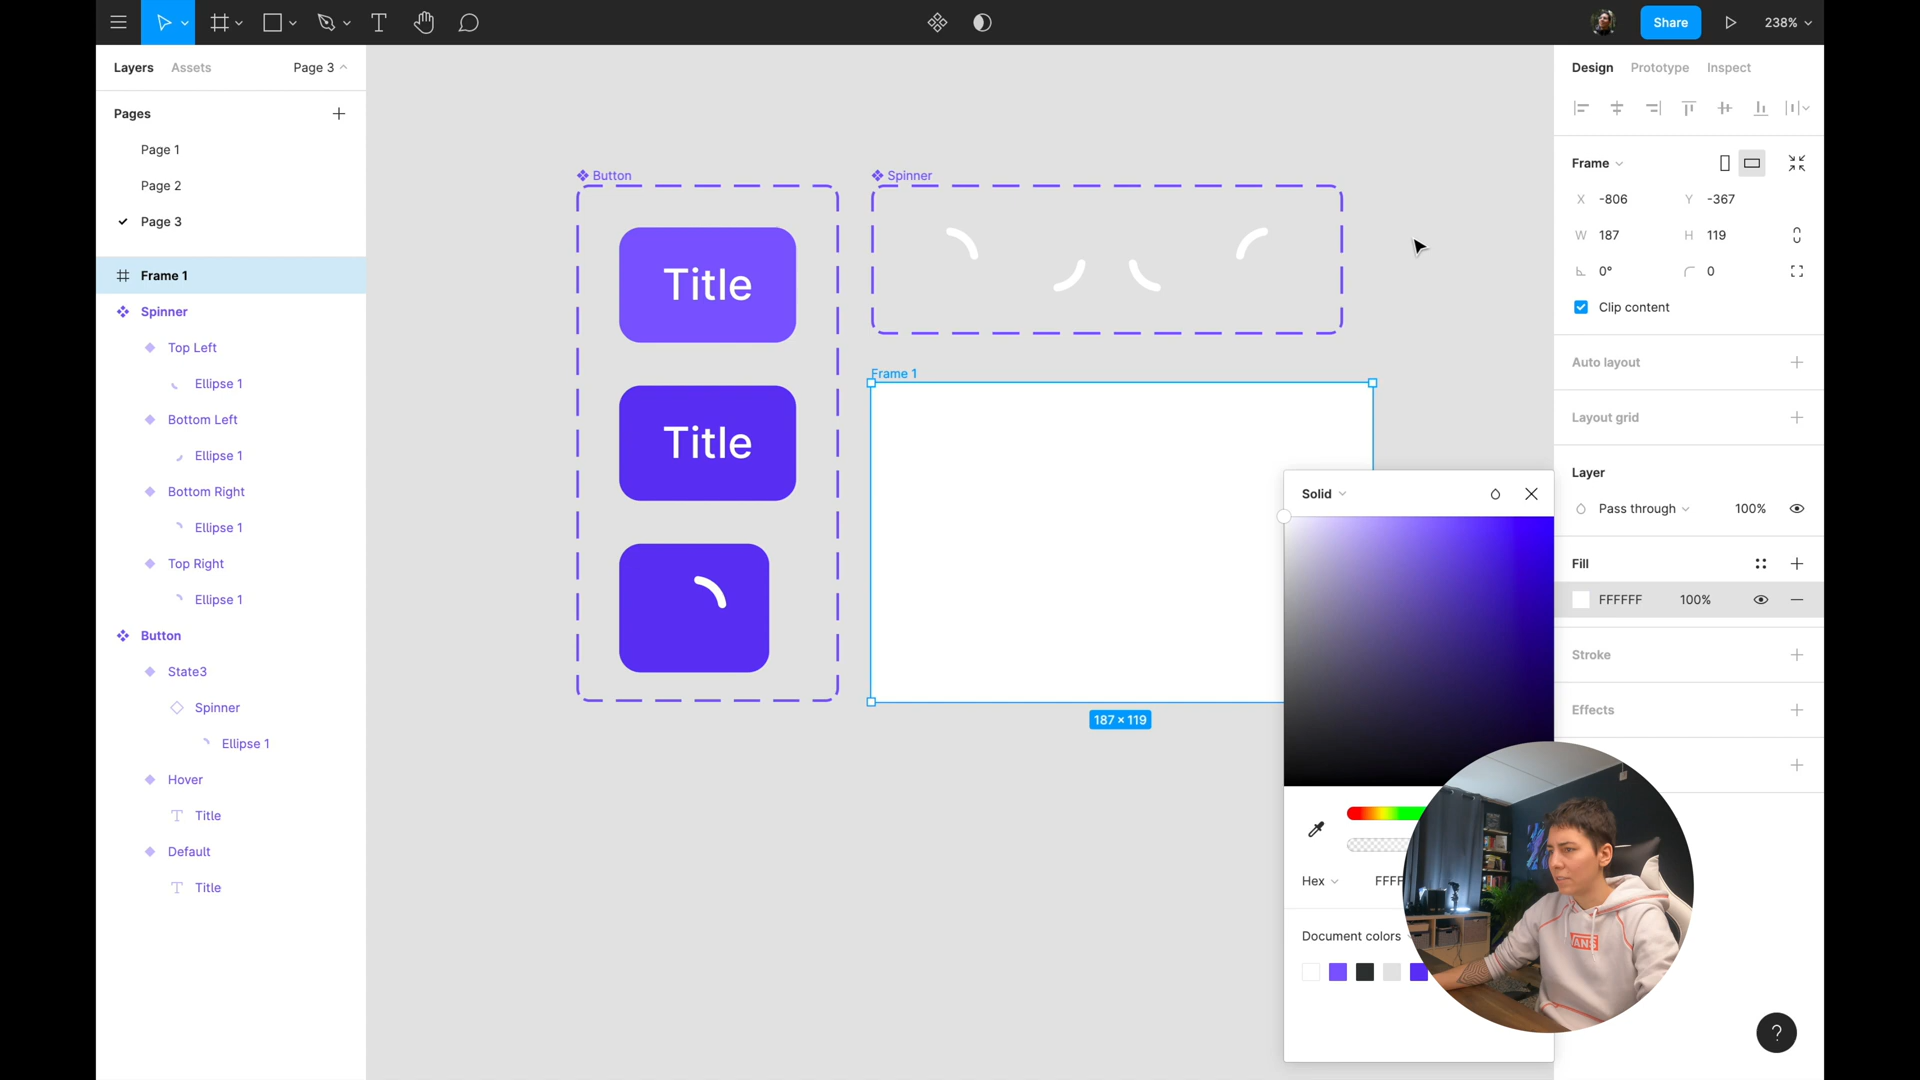 Share
238%
Layers Assets Page 3
Pages
Page 1
Page 2
Page 3
Frame 1
Spinner
Top Left
Ellipse 1
Bottom Left
Ellipse 1
Bottom Right
Ellipse 1
Top Right
Ellipse 1
Button
State3
Spinner
Ellipse 1
Hover
Title
Default
Title
Button
Title
Title
Spinner
Frame 1
187 × 119
Solid
Hex FFFF
Document colors
Design Prototype Inspect
Frame
X -806 Y -367
W 187 H 119
0° 0
Clip content
Auto layout
Layout grid
Layer
Pass through 100%
Fill
FFFFFF 100%
Stroke
Effects
?